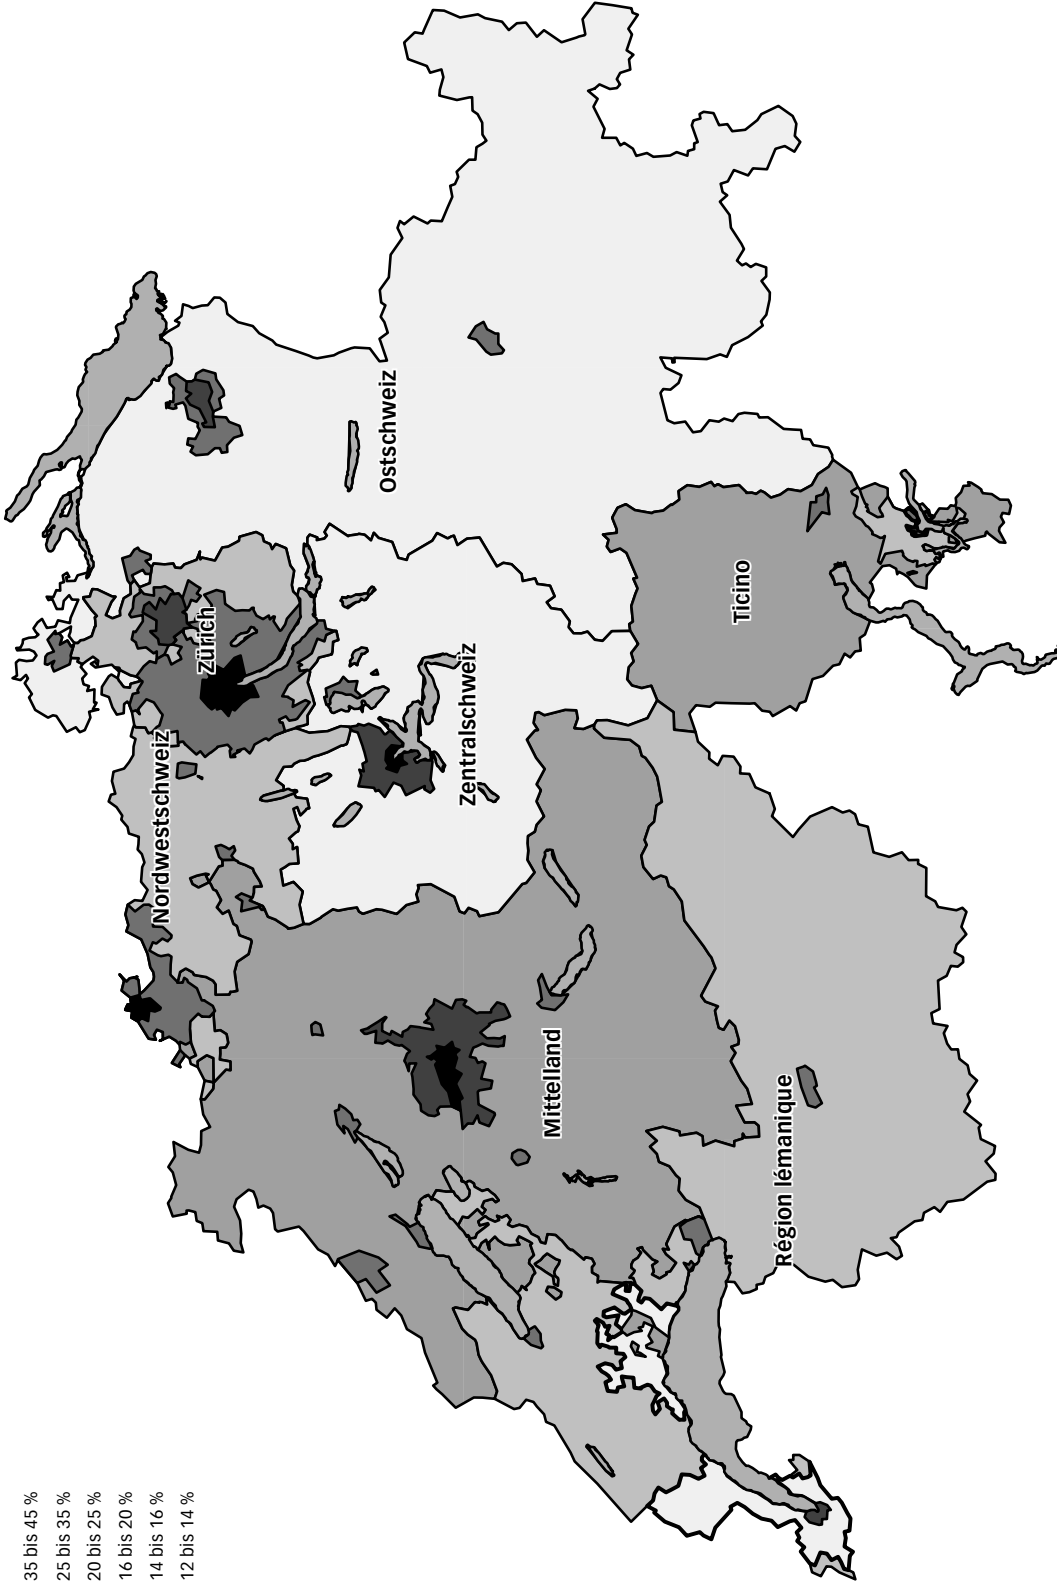 35 bis 45 %
25 bis 35 %
20 bis 25 %
16 bis 20 %
14 bis 16 %
12 bis 14 %
Nordwestschweiz
Zürich
Ostschweiz
Zentralschweiz
Mittelland
Ticino
Région lémanique